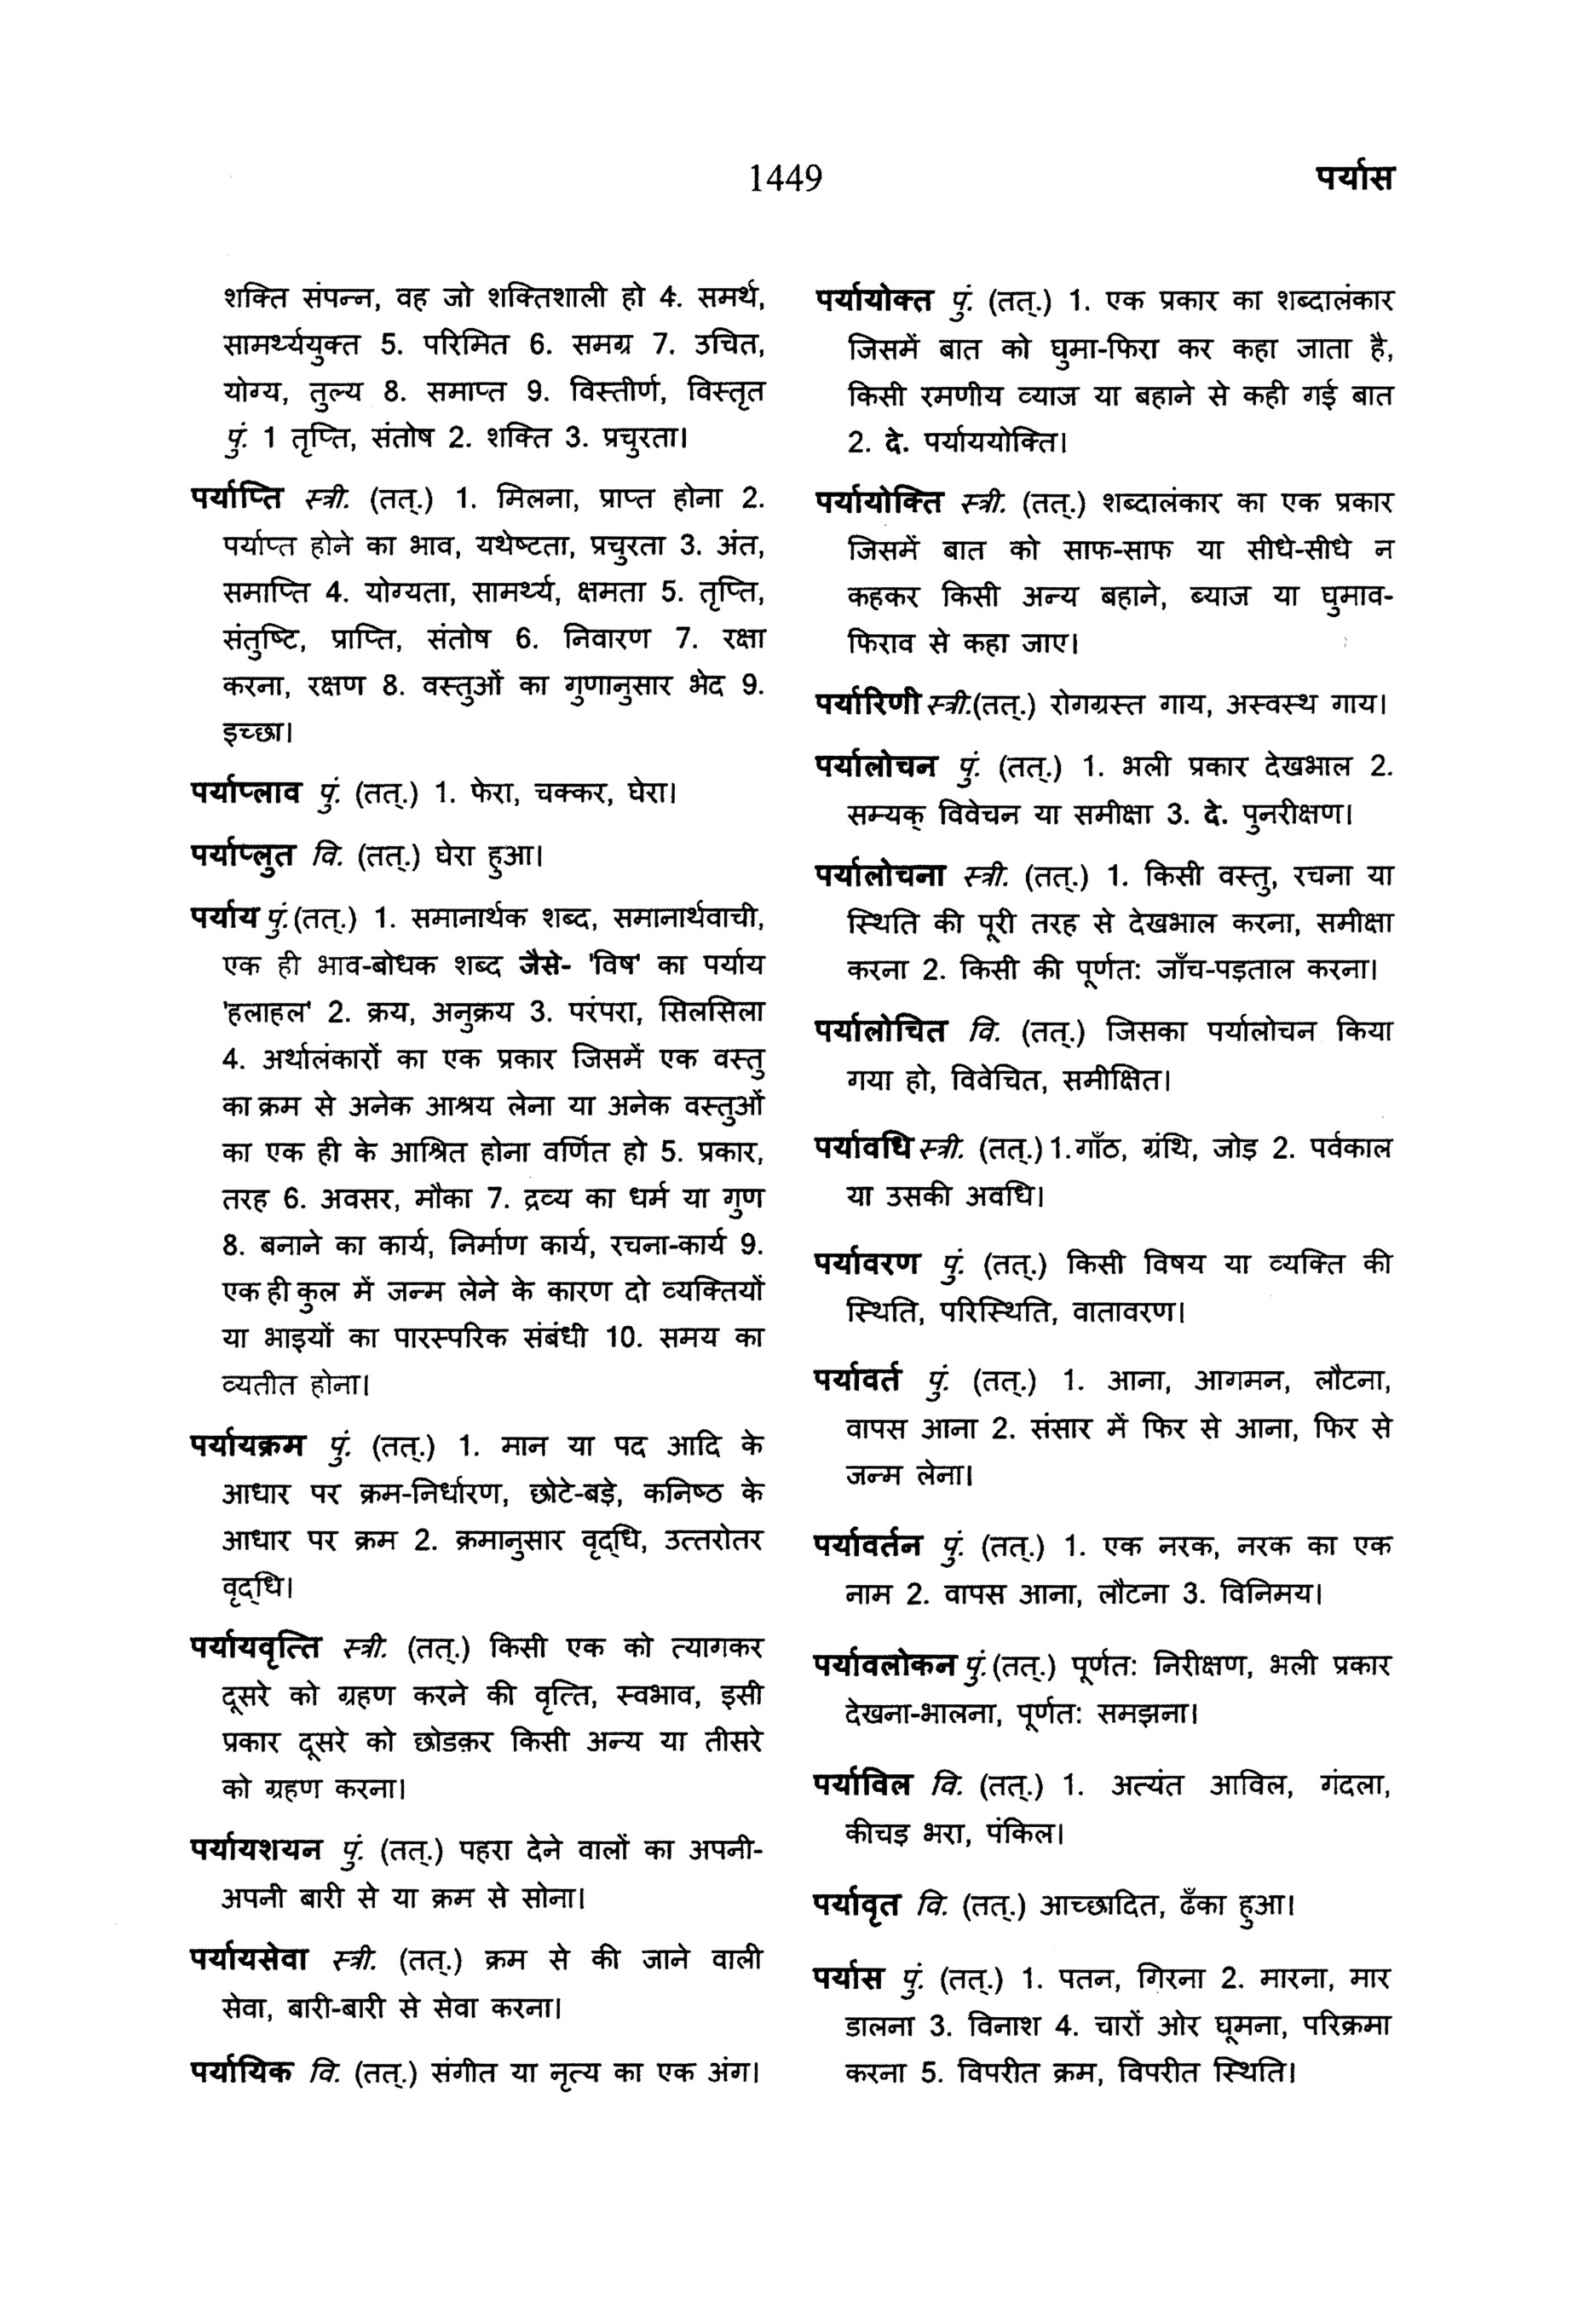 1449
पर्यास
शक्ति संपन्न, वह जो शक्तिशाली हो 4. समर्थ,
सामर्थ्ययुक्त 5. परिमित 6. समग्र 7. उचित,
योग्य, तुल्य 8. समाप्त 9. विस्तीर्ण, विस्तृत
पुं. 1 तृप्ति, संतोष 2. शक्ति 3. प्रचुरता।
पर्याप्ति स्त्री. (तत्.) 1. मिलना, प्राप्त होना 2.
पर्याप्त होने का भाव, यथेष्टता, प्रचुरता 3. अंत,
समाप्ति 4. योग्यता, सामर्थ्य, क्षमता 5. तृप्ति,
संतुष्टि, प्राप्ति, संतोष 6. निवारण 7. रक्षा
करना, रक्षण 8. वस्तुओं का गुणानुसार भेद 9.
इच्छा।
पर्याप्लाव पुं. (तत्.) 1. फेरा, चक्कर, घेरा।
पर्याप्लुत वि. (तत्.) घेरा हुआ।
पर्याय पुं.(तत्.) 1. समानार्थक शब्द, समानार्थवाची,
एक ही भाव-बोधक शब्द जैसे- 'विष' का पर्याय
'हलाहल' 2. क्रय, अनुक्रय 3. परंपरा, सिलसिला
4. अर्थालंकारों का एक प्रकार जिसमें एक वस्तु
का क्रम से अनेक आश्रय लेना या अनेक वस्तुओं
का एक ही के आश्रित होना वर्णित हो 5. प्रकार,
तरह 6. अवसर, मौका 7. द्रव्य का धर्म या गुण
8. बनाने का कार्य, निर्माण कार्य, रचना-कार्य 9.
एक ही कुल में जन्म लेने के कारण दो व्यक्तियों
या भाइयों का पारस्परिक संबंधी 10. समय का
व्यतीत होना।
पर्यायक्रम पुं. (तत्.) 1. मान या पद आदि के
आधार पर क्रम-निर्धारण, छोटे-बड़े, कनिष्ठ के
आधार पर क्रम 2. क्रमानुसार वृद्धि, उत्तरोतर
वृद्धि।
पर्यायवृत्ति स्त्री. (तत्.) किसी एक को त्यागकर
दूसरे को ग्रहण करने की वृत्ति, स्वभाव, इसी
प्रकार दूसरे को छोडक़र किसी अन्य या तीसरे
को ग्रहण करना।
पर्यायशयन पुं. (तत्.) पहरा देने वालों का अपनी-
अपनी बारी से या क्रम से सोना।
पर्यायसेवा स्त्री. (तत्.) क्रम से की जाने वाली
सेवा, बारी-बारी से सेवा करना।
पर्यायिक वि. (तत्.) संगीत या नृत्य का एक अंग।
पर्यायोक्त पुं. (तत्.) 1. एक प्रकार का शब्दालंकार
जिसमें बात को घुमा-फिरा कर कहा जाता है,
किसी रमणीय व्याज या बहाने से कही गई बात
2. दे. पर्याययोक्ति।
पर्यायोक्ति स्त्री. (तत्.) शब्दालंकार का एक प्रकार
जिसमें बात को साफ-साफ या सीधे-सीधे न
कहकर किसी अन्य बहाने, ब्याज या घुमाव-
फिराव से कहा जाए।
पर्यारिणी स्त्री.(तत्.) रोगग्रस्त गाय, अस्वस्थ गाय।
पर्यालोचन पुं. (तत्.) 1. भली प्रकार देखभाल 2.
सम्यक् विवेचन या समीक्षा 3. दे. पुनरीक्षण।
पर्यालोचना स्त्री. (तत्.) 1. किसी वस्तु, रचना या
स्थिति की पूरी तरह से देखभाल करना, समीक्षा
करना 2. किसी की पूर्णत: जाँच-पड़ताल करना।
पर्यालोचित वि. (तत्.) जिसका पर्यालोचन किया
गया हो, विवेचित, समीक्षित।
पर्यावधि स्त्री. (तत्.) 1.गाँठ, ग्रंथि, जोड़ 2. पर्वकाल
या उसकी अवधि।
पर्यावरण पुं. (तत्.) किसी विषय या व्यक्ति की
स्थिति, परिस्थिति, वातावरण।
पर्यावर्त पुं. (तत्.) 1. आना, आगमन, लौटना,
वापस आना 2. संसार में फिर से आना, फिर से
जन्म लेना।
पर्यावर्तन पुं. (तत्.) 1. एक नरक, नरक का एक
नाम 2. वापस आना, लौटना 3. विनिमय।
पर्यावलोकन पुं.(तत्.) पूर्णत: निरीक्षण, भली प्रकार
देखना-भालना, पूर्णत: समझना।
पर्याविल वि. (तत्.) 1. अत्यंत आविल, गंदला,
कीचड़ भरा, पंकिल।
पर्यावृत वि. (तत्.) आच्छादित, ढँका हुआ।
पर्यास पुं. (तत्.) 1. पतन, गिरना 2. मारना, मार
डालना 3. विनाश 4. चारों ओर घूमना, परिक्रमा
करना 5. विपरीत क्रम, विपरीत स्थिति।